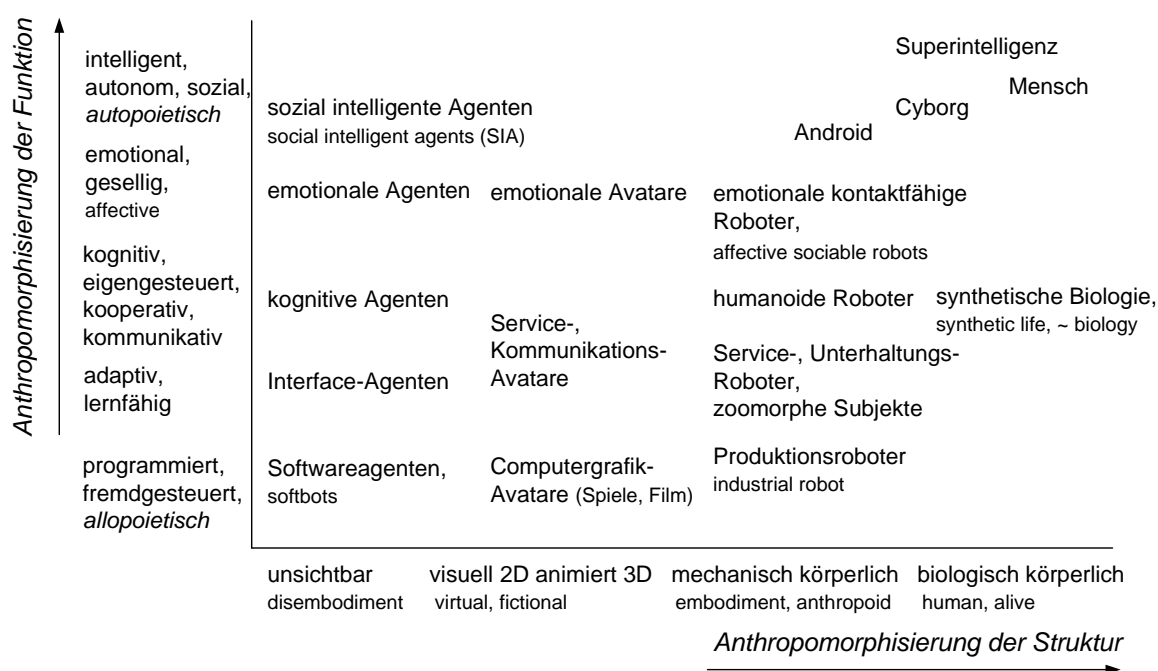 Anthropomorphisierung der Funktion
intelligent,
autonom, sozial,
autopoietisch
emotional,
gesellig,
affective
kognitiv,
eigengesteuert,
kooperativ,
kommunikativ
adaptiv,
lernfähig
programmiert,
fremdgesteuert,
allopoietisch
Superintelligenz
Mensch
Cyborg
Android
sozial intelligente Agenten
social intelligent agents (SIA)
emotionale Agenten
emotionale Avatare
emotionale kontaktfähige
Roboter,
affective sociable robots
kognitive Agenten
Service-,
Kommunikations-
Avatare
humanoide Roboter
synthetische Biologie,
synthetic life, ~ biology
Interface-Agenten
Service-, Unterhaltungs-
Roboter,
zoomorphe Subjekte
Softwareagenten,
softbots
Computergrafik-
Avatare (Spiele, Film)
Produktionsroboter
industrial robot
unsichtbar
disembodiment
visuell 2D animiert 3D
virtual, fictional
mechanisch körperlich
embodiment, anthropoid
biologisch körperlich
human, alive
Anthropomorphisierung der Struktur